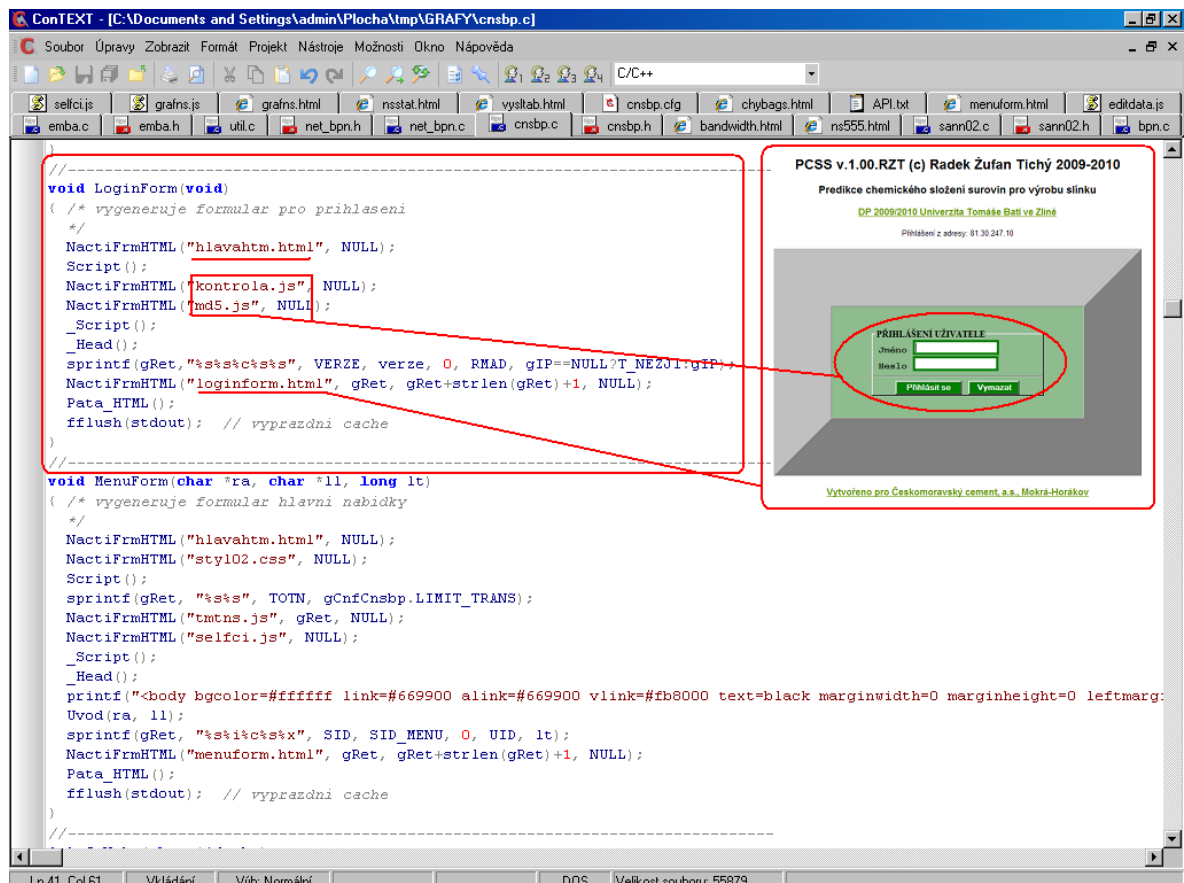 ConTEXT - [C:\Documents and Settings\admin\Plocha\tmp\GRAFY\cnsbp.c]
Soubor Úpravy Zobrazit Formát Projekt Nástroje Možnosti Okno Nápověda
C/C++
selfci.js grafns.js grafns.html nsstat.html vysltab.html cnsbp.cfg chybags.html API.txt menuform.html editdata.js
emba.c emba.h util.c net_bpn.h net_bpn.c cnsbp.c cnsbp.h bandwidth.html ns555.html sann02.c sann02.h bpn.c
}
//------------------------------------------------------------------------------
void LoginForm(void)
{ /* vygeneruje formular pro prihlaseni
*/
NactiFrmHTML("hlavahtm.html", NULL);
Script();
NactiFrmHTML("kontrola.js", NULL);
NactiFrmHTML("md5.js", NULL);
_Script();
_Head();
sprintf(gRet,"%s%s%c%s%s", VERZE, verze, 0, RMAD, gIP==NULL?T_NEZJI:gIP);
NactiFrmHTML("loginform.html", gRet, gRet+strlen(gRet)+1, NULL);
Pata_HTML();
fflush(stdout);  // vyprazdni cache
}
//------------------------------------------------------------------------------
void MenuForm(char *ra, char *ll, long lt)
{ /* vygeneruje formular hlavni nabidky
*/
NactiFrmHTML("hlavahtm.html", NULL);
NactiFrmHTML("styl02.css", NULL);
Script();
sprintf(gRet, "%s%s", TOTN, gCnfCnsbp.LIMIT_TRANS);
NactiFrmHTML("tmtns.js", gRet, NULL);
NactiFrmHTML("selfci.js", NULL);
_Script();
_Head();
printf("<body bgcolor=#ffffff link=#669900 alink=#669900 vlink=#fb8000 text=black marginwidth=0 marginheight=0 leftmarg
Uvod(ra, ll);
sprintf(gRet, "%s%i%c%s%x", SID, SID_MENU, 0, UID, lt);
NactiFrmHTML("menuform.html", gRet, gRet+strlen(gRet)+1, NULL);
Pata_HTML();
fflush(stdout);  // vyprazdni cache
}
//------------------------------------------------------------------------------
PCSS v.1.00.RZT (c) Radek Žufan Tichý 2009-2010
Predikce chemického složení surovin pro výrobu slínku
DP 2009/2010 Univerzita Tomáše Bati ve Zlíně
Přihlášení z adresy: 81.30.247.10
PŘIHLÁŠENÍ UŽIVATELE
Jméno
Heslo
Přihlásit se Vymazat
Vytvořeno pro Českomoravský cement, a.s., Mokrá-Horákov
Ln 41, Col 61 Vkládání Výb: Normální DOS Velikost souboru: 55879